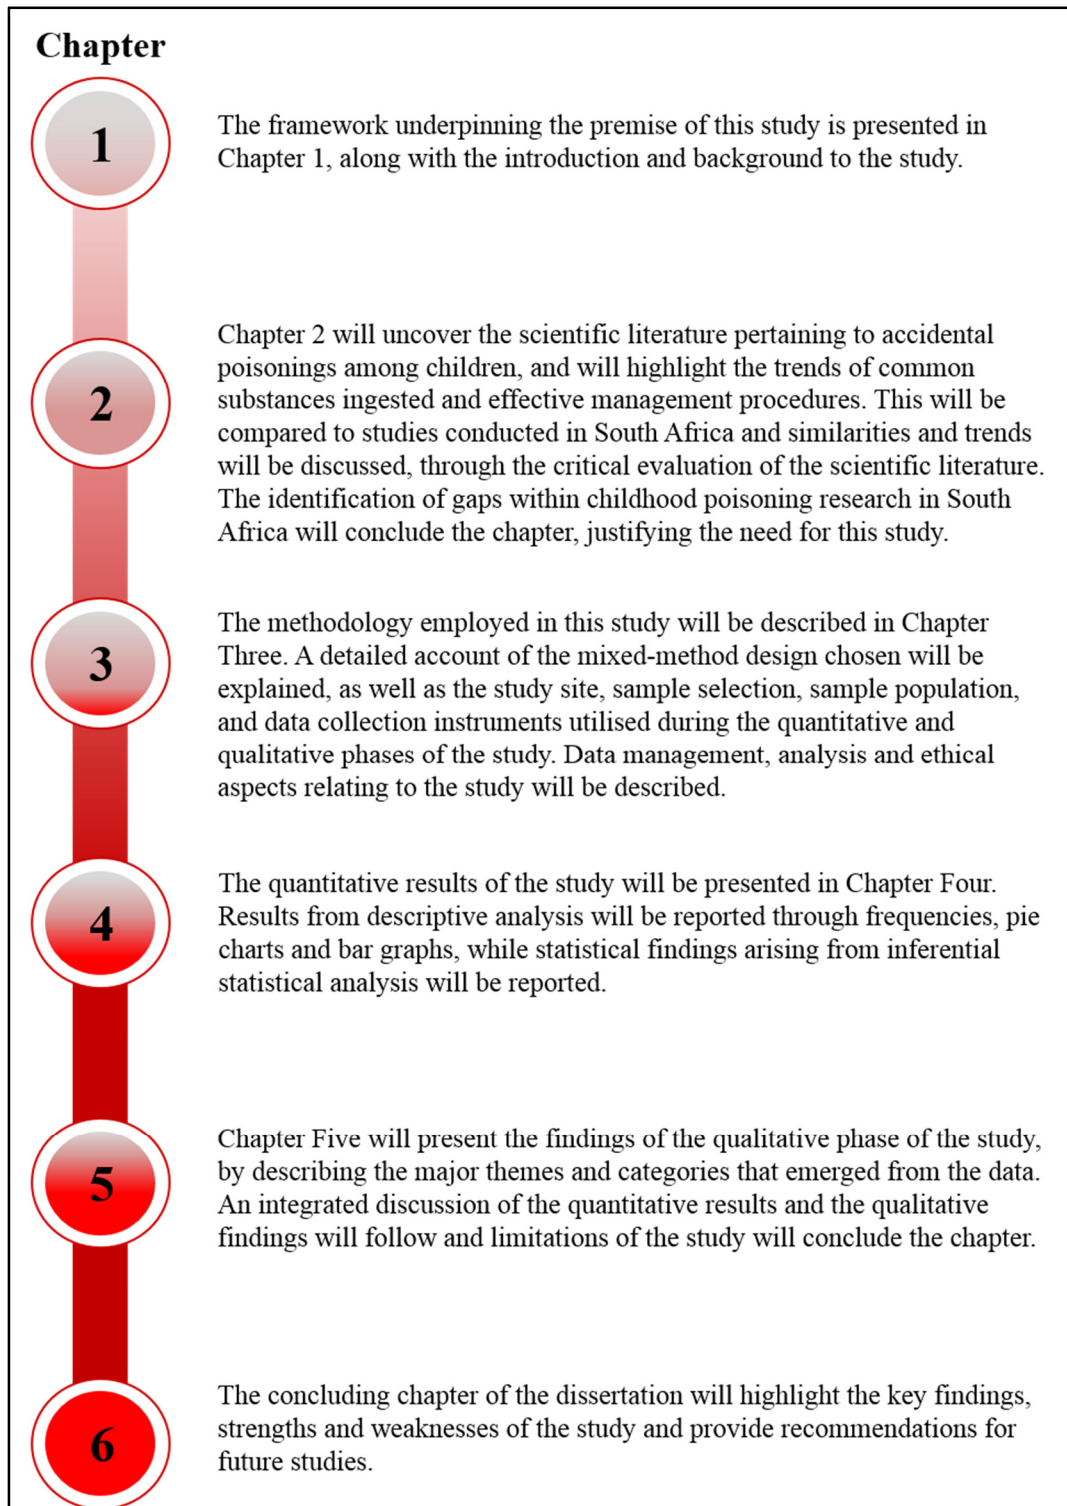 Chapter
1
The framework underpinning the premise of this study is presented in
Chapter 1, along with the introduction and background to the study.
2
Chapter 2 will uncover the scientific literature pertaining to accidental
poisonings among children, and will highlight the trends of common
substances ingested and effective management procedures. This will be
compared to studies conducted in South Africa and similarities and trends
will be discussed, through the critical evaluation of the scientific literature.
The identification of gaps within childhood poisoning research in South
Africa will conclude the chapter, justifying the need for this study.
3
The methodology employed in this study will be described in Chapter
Three. A detailed account of the mixed-method design chosen will be
explained, as well as the study site, sample selection, sample population,
and data collection instruments utilised during the quantitative and
qualitative phases of the study. Data management, analysis and ethical
aspects relating to the study will be described.
4
The quantitative results of the study will be presented in Chapter Four.
Results from descriptive analysis will be reported through frequencies, pie
charts and bar graphs, while statistical findings arising from inferential
statistical analysis will be reported.
5
Chapter Five will present the findings of the qualitative phase of the study,
by describing the major themes and categories that emerged from the data.
An integrated discussion of the quantitative results and the qualitative
findings will follow and limitations of the study will conclude the chapter.
6
The concluding chapter of the dissertation will highlight the key findings,
strengths and weaknesses of the study and provide recommendations for
future studies.